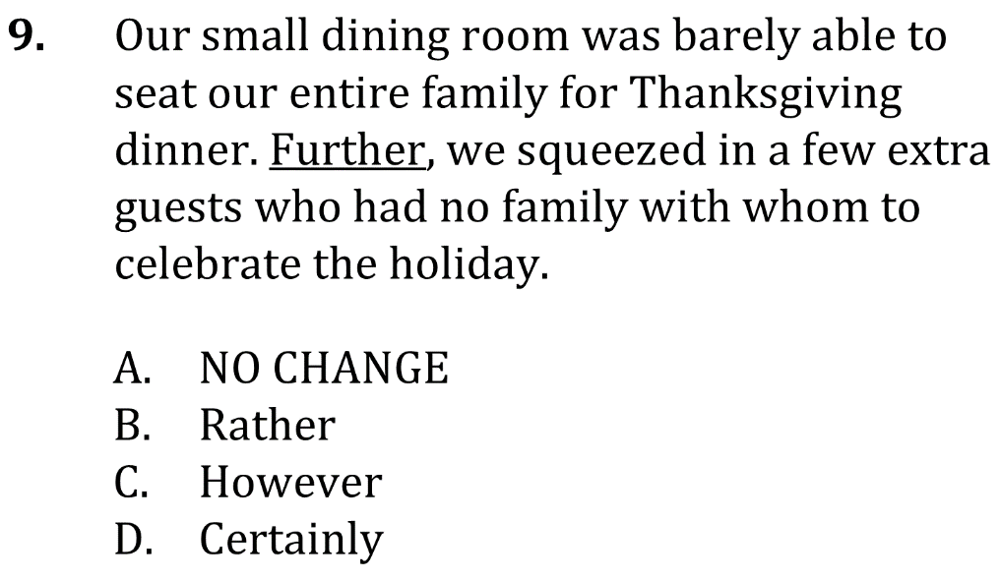 9. Our small dining room was barely able to
seat our entire family for Thanksgiving
dinner. Further, we squeezed in a few extra
guests who had no family with whom to
celebrate the holiday.
A. NO CHANGE
B. Rather
C. However
D. Certainly